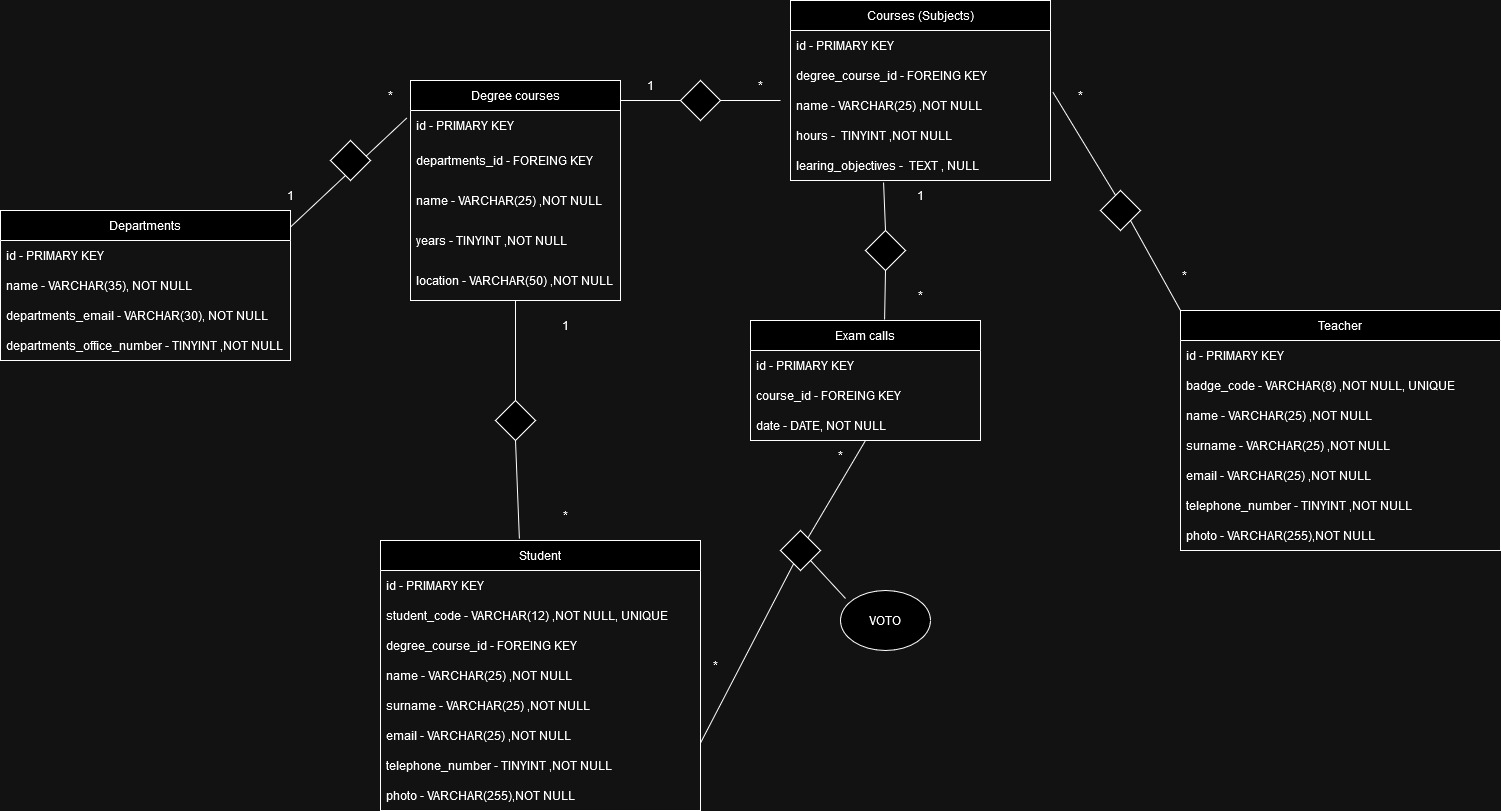 Courses (Subjects)
id - PRIMARY KEY
degree_course_id - FOREING KEY
name - VARCHAR(25) ,NOT NULL
hours -  TINYINT ,NOT NULL
learing_objectives -  TEXT , NULL
1
*
*
*
Degree courses
id - PRIMARY KEY
departments_id - FOREING KEY
name - VARCHAR(25) ,NOT NULL
years - TINYINT ,NOT NULL
location - VARCHAR(50) ,NOT NULL
1
Departments
id - PRIMARY KEY
name - VARCHAR(35), NOT NULL
departments_email - VARCHAR(30), NOT NULL
departments_office_number - TINYINT ,NOT NULL
1
*
Exam calls
id - PRIMARY KEY
course_id - FOREING KEY
date - DATE, NOT NULL
*
Teacher
id - PRIMARY KEY
badge_code - VARCHAR(8) ,NOT NULL, UNIQUE
name - VARCHAR(25) ,NOT NULL
surname - VARCHAR(25) ,NOT NULL
email - VARCHAR(25) ,NOT NULL
telephone_number - TINYINT ,NOT NULL
photo - VARCHAR(255),NOT NULL
1
*
*
Student
id - PRIMARY KEY
student_code - VARCHAR(12) ,NOT NULL, UNIQUE
degree_course_id - FOREING KEY
name - VARCHAR(25) ,NOT NULL
surname - VARCHAR(25) ,NOT NULL
email - VARCHAR(25) ,NOT NULL
telephone_number - TINYINT ,NOT NULL
photo - VARCHAR(255),NOT NULL
*
VOTO